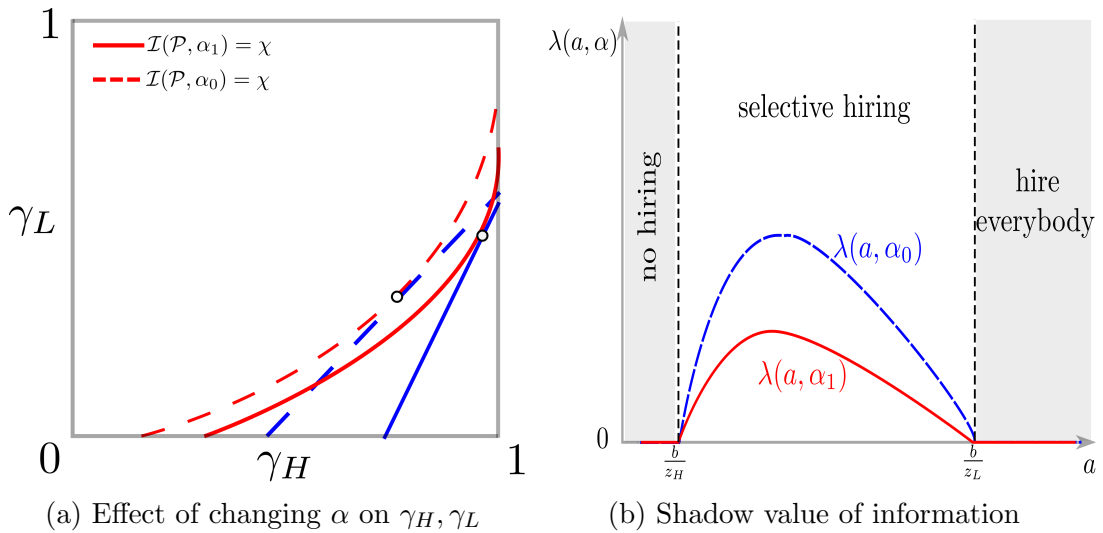 1
I(P, α₁) = χ
I(P, α₀) = χ
γ_L
0
γ_H
1
(a) Effect of changing α on γ_H, γ_L
λ(a, α)
selective hiring
no hiring
hire
everybody
λ(a, α₀)
λ(a, α₁)
0
b/z_H
b/z_L
a
(b) Shadow value of information